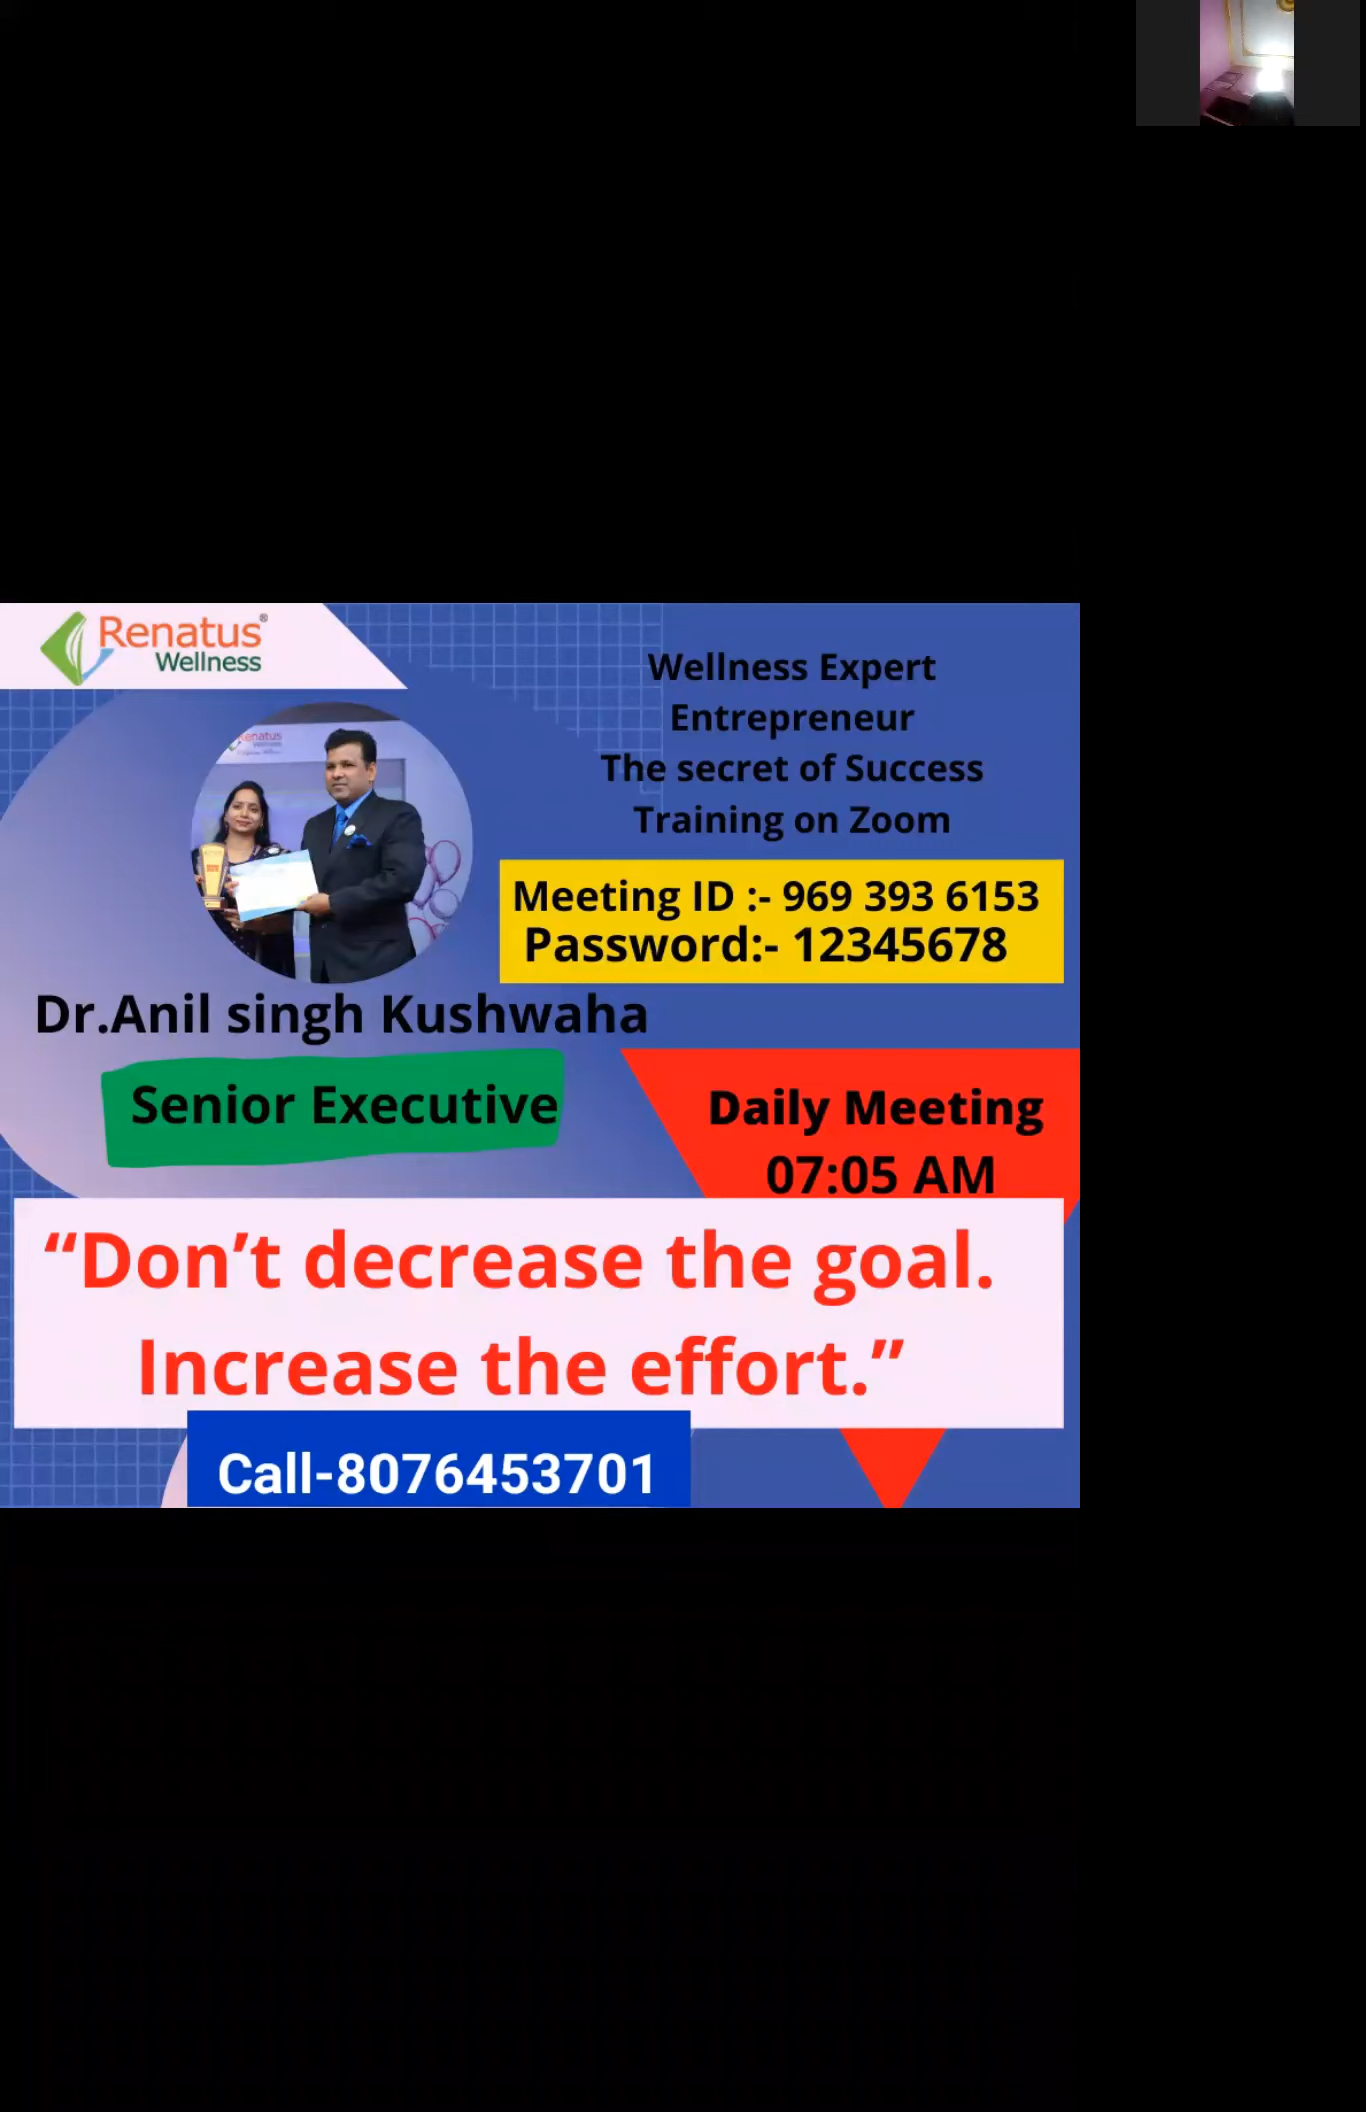 Renatus®
Wellness
Wellness Expert
Entrepreneur
The secret of Success
Training on Zoom
Meeting ID :- 969 393 6153
Password:- 12345678
Dr.Anil singh Kushwaha
Senior Executive
Daily Meeting
07:05 AM
“Don’t decrease the goal.
Increase the effort.”
Call-8076453701